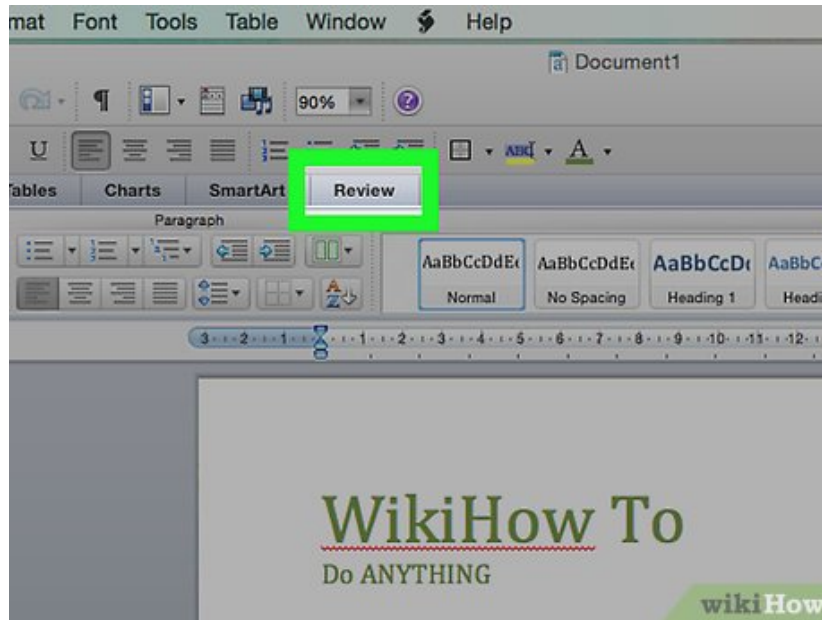 mat Font Tools Table Window Help
Document1
¶ 90% ?
U ABC A
ables Charts SmartArt Review
Paragraph
AaBbCcDdEe AaBbCcDdEe AaBbCcDd AaBbC
A Z Normal No Spacing Heading 1 Headi
3 2 1 1 2 3 4 5 6 7 8 9 10 11 12
WikiHow To
Do ANYTHING
wikiHow